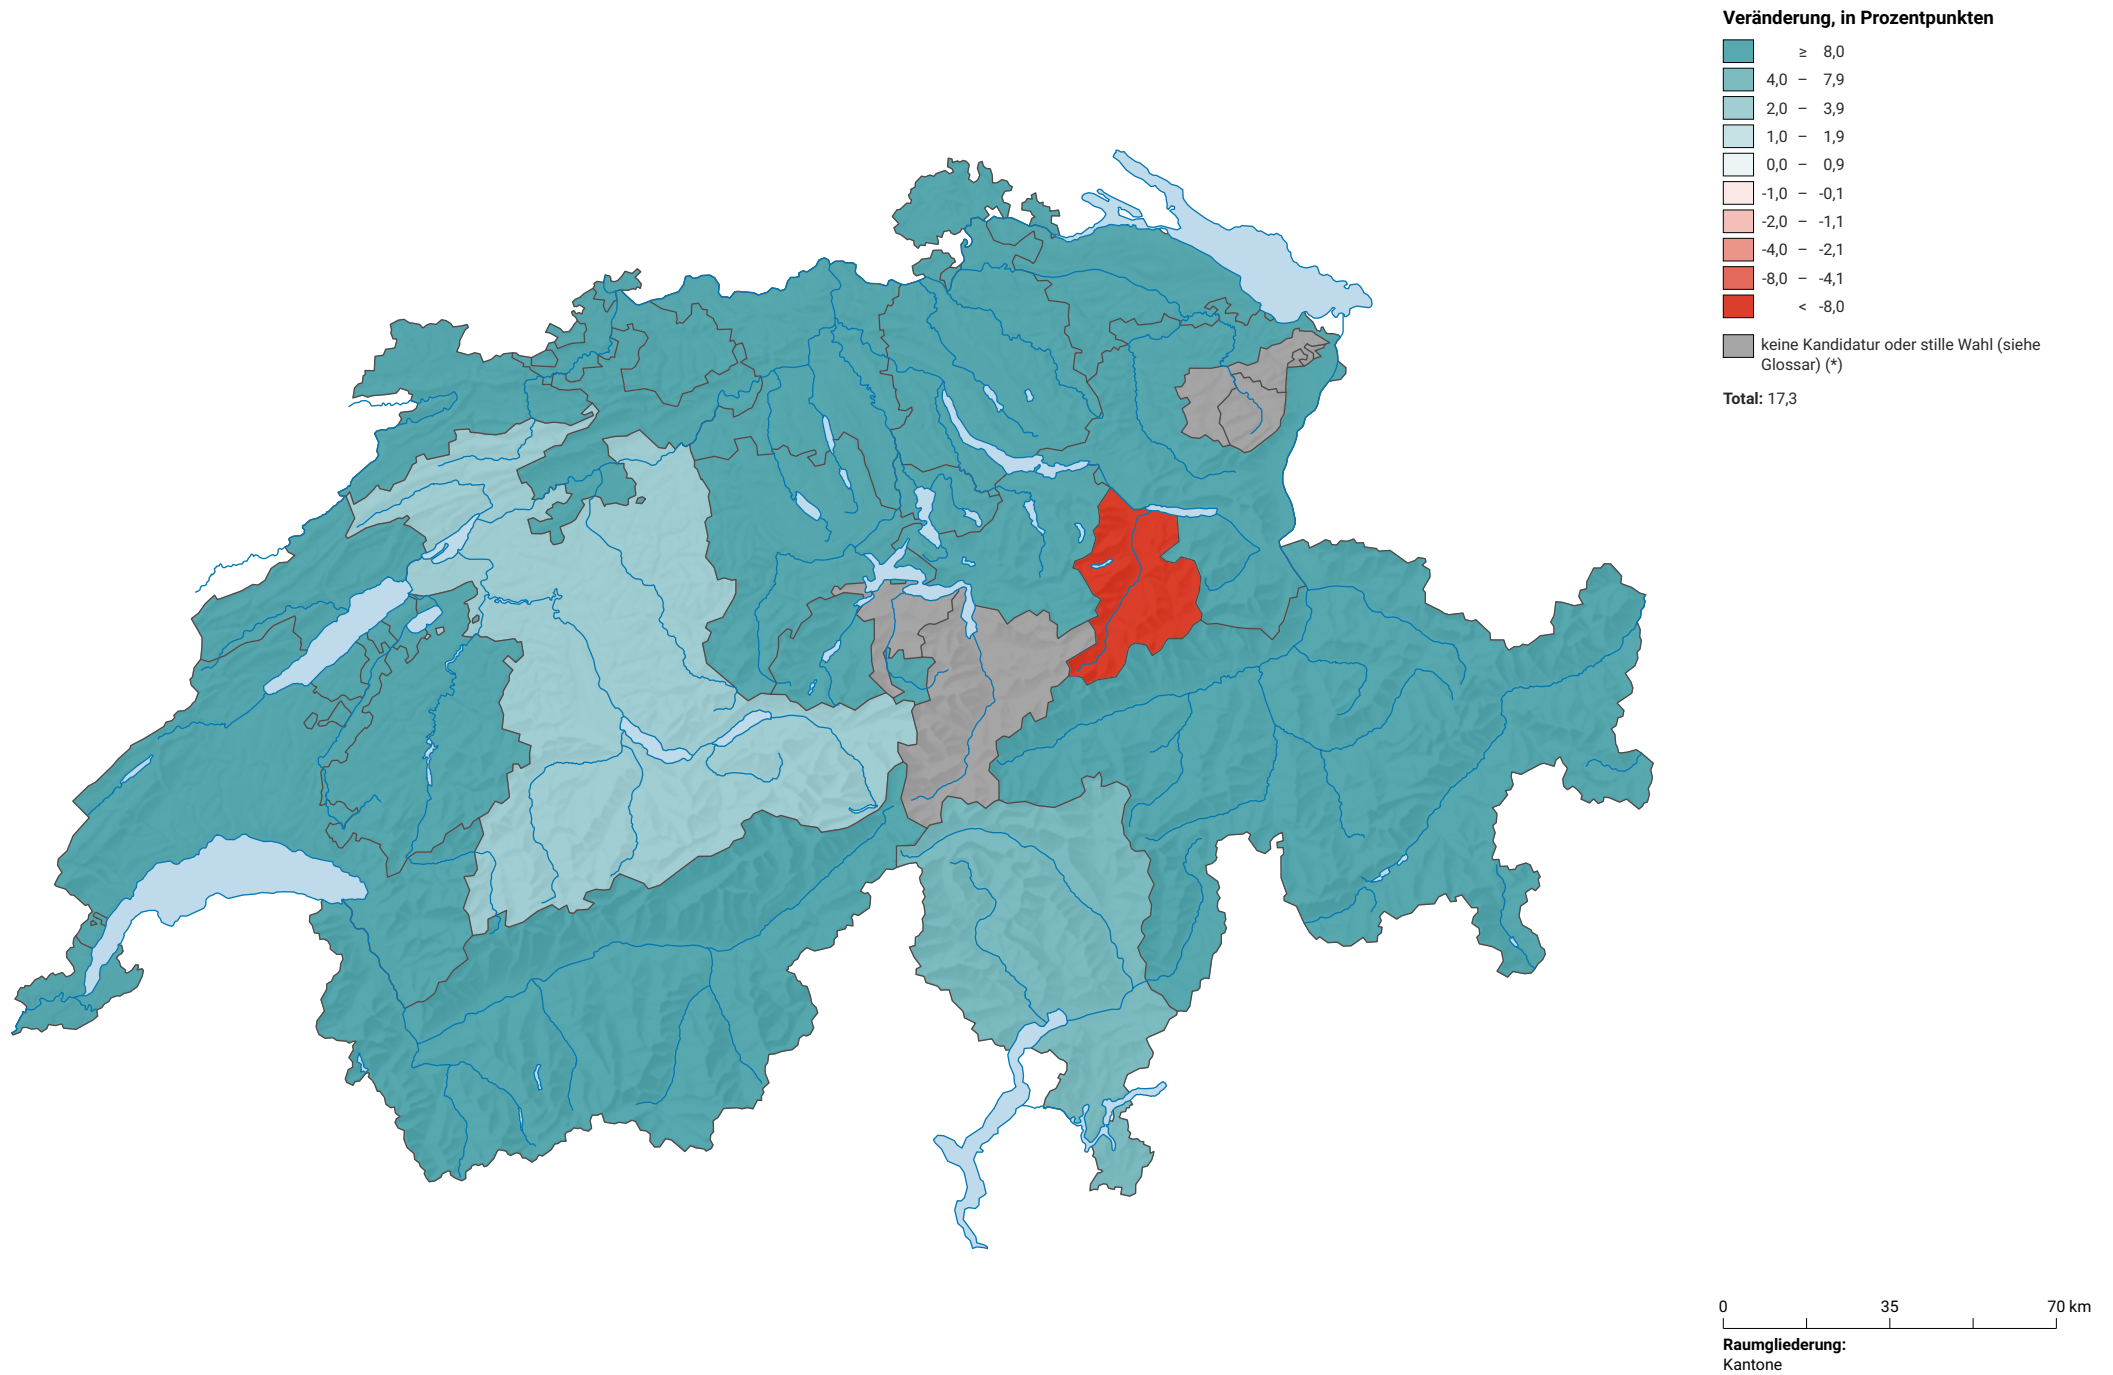 Veränderung, in Prozentpunkten
≥ 8,0
4,0 – 7,9
2,0 – 3,9
1,0 – 1,9
0,0 – 0,9
-1,0 – -0,1
-2,0 – -1,1
-4,0 – -2,1
-8,0 – -4,1
< -8,0
keine Kandidatur oder stille Wahl (siehe
Glossar) (*)
Total: 17,3
0 35 70 km
Raumgliederung:
Kantone